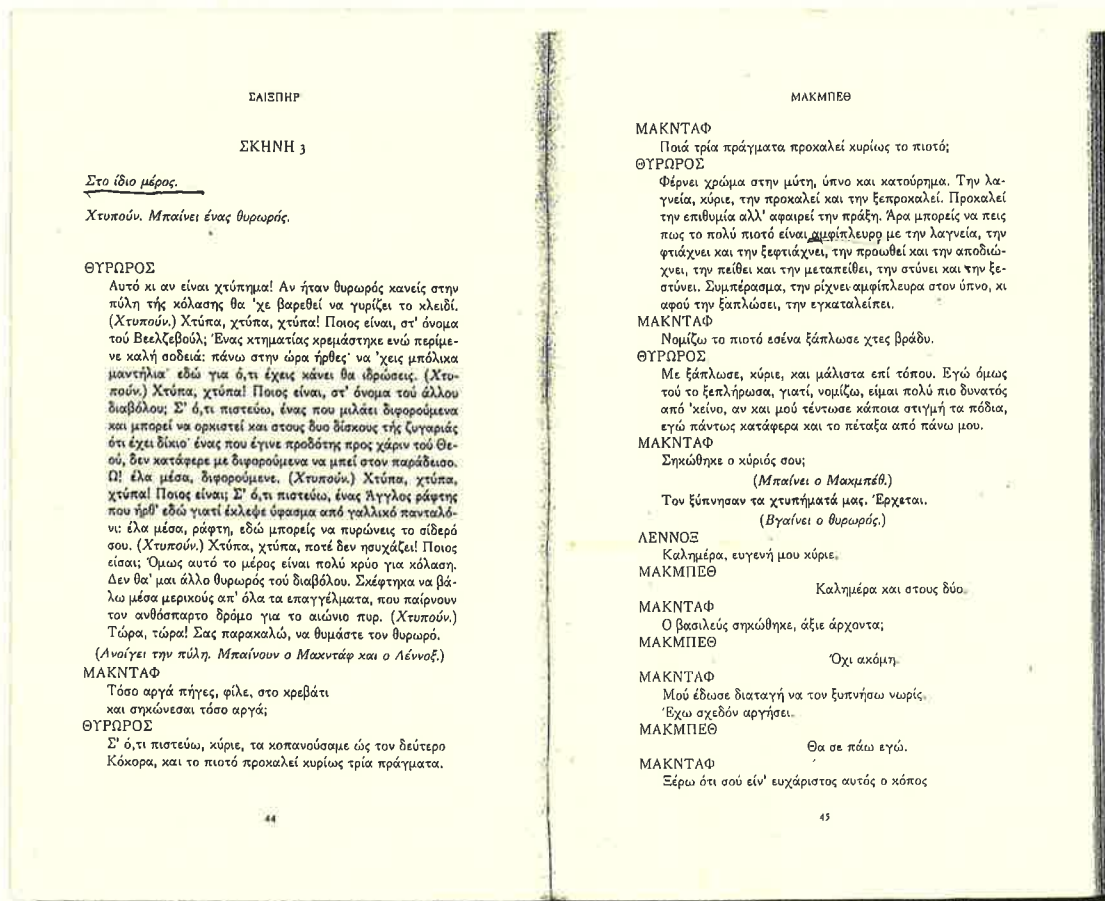 ΣΑΙΞΠΗΡ
ΣΚΗΝΗ 3
Στο ίδιο μέρος.
Χτυπούν. Μπαίνει ένας θυρωρός.
ΘΥΡΩΡΟΣ
Αυτό κι αν είναι χτύπημα! Αν ήταν θυρωρός κανείς στην
πύλη τής κόλασης θα 'χε βαρεθεί να γυρίζει το κλειδί.
(Χτυπούν.) Χτύπα, χτύπα, χτύπα! Ποιος είναι, στ' όνομα
τού Βεελζεβούλ; Ένας κτηματίας κρεμάστηκε ενώ περίμε-
νε καλή σοδειά: πάνω στην ώρα ήρθες· να 'χεις μπόλικα
μαντήλια· εδώ για ό,τι έχεις κάνει θα ιδρώσεις. (Χτυ-
πούν.) Χτύπα, χτύπα! Ποιος είναι, στ' όνομα τού άλλου
διαβόλου; Σ' ό,τι πιστεύω, ένας που μιλάει διφορούμενα
και μπορεί να ορκιστεί και στους δυο δίσκους τής ζυγαριάς
ότι έχει δίκιο· ένας που έγινε προδότης προς χάριν τού Θε-
ού, δεν κατάφερε με διφορούμενα να μπεί στον παράδεισο.
Ω! έλα μέσα, διφορούμενε. (Χτυπούν.) Χτύπα, χτύπα,
χτύπα! Ποιος είναι; Σ' ό,τι πιστεύω, ένας Άγγλος ράφτης
που ήρθ' εδώ γιατί έκλεψε ύφασμα από γαλλικό πανταλό-
νι: έλα μέσα, ράφτη, εδώ μπορείς να πυρώνεις το σίδερό
σου. (Χτυπούν.) Χτύπα, χτύπα, ποτέ δεν ησυχάζει! Ποιος
είσαι; Όμως αυτό το μέρος είναι πολύ κρύο για κόλαση.
Δεν θα' μαι άλλο θυρωρός τού διαβόλου. Σκέφτηκα να βά-
λω μέσα μερικούς απ' όλα τα επαγγέλματα, που παίρνουν
τον ανθόσπαρτο δρόμο για το αιώνιο πυρ. (Χτυπούν.)
Τώρα, τώρα! Σας παρακαλώ, να θυμάστε τον θυρωρό.
(Ανοίγει την πύλη. Μπαίνουν ο Μακντάφ και ο Λέννοξ.)
ΜΑΚΝΤΑΦ
Τόσο αργά πήγες, φίλε, στο κρεβάτι
και σηκώνεσαι τόσο αργά;
ΘΥΡΩΡΟΣ
Σ' ό,τι πιστεύω, κύριε, τα κοπανούσαμε ώς τον δεύτερο
Κόκορα, και το πιοτό προκαλεί κυρίως τρία πράγματα.
44
ΜΑΚΜΠΕΘ
ΜΑΚΝΤΑΦ
Ποιά τρία πράγματα προκαλεί κυρίως το πιοτό;
ΘΥΡΩΡΟΣ
Φέρνει χρώμα στην μύτη, ύπνο και κατούρημα. Την λα-
γνεία, κύριε, την προκαλεί και την ξεπροκαλεί. Προκαλεί
την επιθυμία αλλ' αφαιρεί την πράξη. Άρα μπορείς να πεις
πως το πολύ πιοτό είναι αμφίπλευρο με την λαγνεία, την
φτιάχνει και την ξεφτιάχνει, την προωθεί και την αποδιώ-
χνει, την πείθει και την μεταπείθει, την στύνει και την ξε-
στύνει. Συμπέρασμα, την ρίχνει αμφίπλευρα στον ύπνο, κι
αφού την ξαπλώσει, την εγκαταλείπει.
ΜΑΚΝΤΑΦ
Νομίζω το πιοτό εσένα ξάπλωσε χτες βράδυ.
ΘΥΡΩΡΟΣ
Με ξάπλωσε, κύριε, και μάλιστα επί τόπου. Εγώ όμως
τού το ξεπλήρωσα, γιατί, νομίζω, είμαι πολύ πιο δυνατός
από 'κείνο, αν και μού τέντωσε κάποια στιγμή τα πόδια,
εγώ πάντως κατάφερα και το πέταξα από πάνω μου.
ΜΑΚΝΤΑΦ
Σηκώθηκε ο κύριός σου;
(Μπαίνει ο Μακμπέθ.)
Τον ξύπνησαν τα χτυπήματά μας. Έρχεται.
(Βγαίνει ο θυρωρός.)
ΛΕΝΝΟΞ
Καλημέρα, ευγενή μου κύριε.
ΜΑΚΜΠΕΘ
Καλημέρα και στους δύο.
ΜΑΚΝΤΑΦ
Ο βασιλεύς σηκώθηκε, άξιε άρχοντα;
ΜΑΚΜΠΕΘ
Όχι ακόμη.
ΜΑΚΝΤΑΦ
Μού έδωσε διαταγή να τον ξυπνήσω νωρίς.
Έχω σχεδόν αργήσει.
ΜΑΚΜΠΕΘ
Θα σε πάω εγώ.
ΜΑΚΝΤΑΦ
Ξέρω ότι σού είν' ευχάριστος αυτός ο κόπος
45